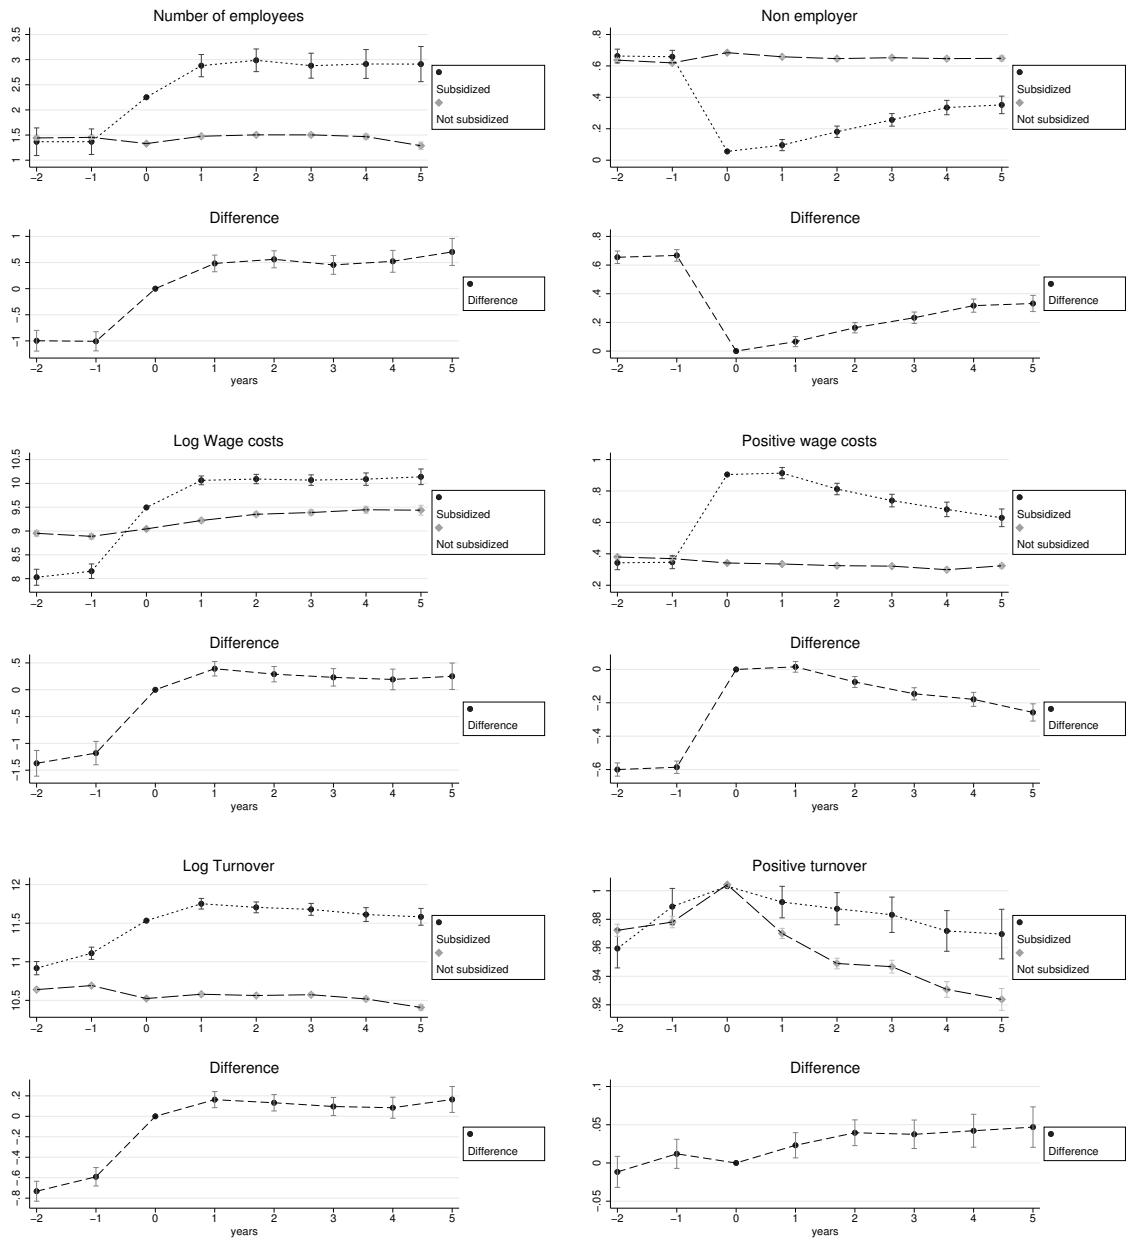 Number of employees
3.5
3
2.5
2
1.5
1
−2 −1 0 1 2 3 4 5
Subsidized
Not subsidized
Non employer
.8
.6
.4
.2
0
−2 −1 0 1 2 3 4 5
Subsidized
Not subsidized
Difference
1
.5
0
−.5
−1
−2 −1 0 1 2 3 4 5
years
Difference
Difference
.8
.6
.4
.2
0
−2 −1 0 1 2 3 4 5
years
Difference
Log Wage costs
10.5
10
9.5
9
8.5
8
−2 −1 0 1 2 3 4 5
Subsidized
Not subsidized
Positive wage costs
1
.8
.6
.4
.2
−2 −1 0 1 2 3 4 5
Subsidized
Not subsidized
Difference
.5
0
−.5
−1
−1.5
−2 −1 0 1 2 3 4 5
years
Difference
Difference
0
−.2
−.4
−.6
−2 −1 0 1 2 3 4 5
years
Difference
Log Turnover
12
11.5
11
10.5
−2 −1 0 1 2 3 4 5
Subsidized
Not subsidized
Positive turnover
1
.98
.96
.94
.92
−2 −1 0 1 2 3 4 5
Subsidized
Not subsidized
Difference
.2
0
−.2
−.4
−.6
−.8
−2 −1 0 1 2 3 4 5
years
Difference
Difference
.1
.05
0
−.05
−2 −1 0 1 2 3 4 5
years
Difference